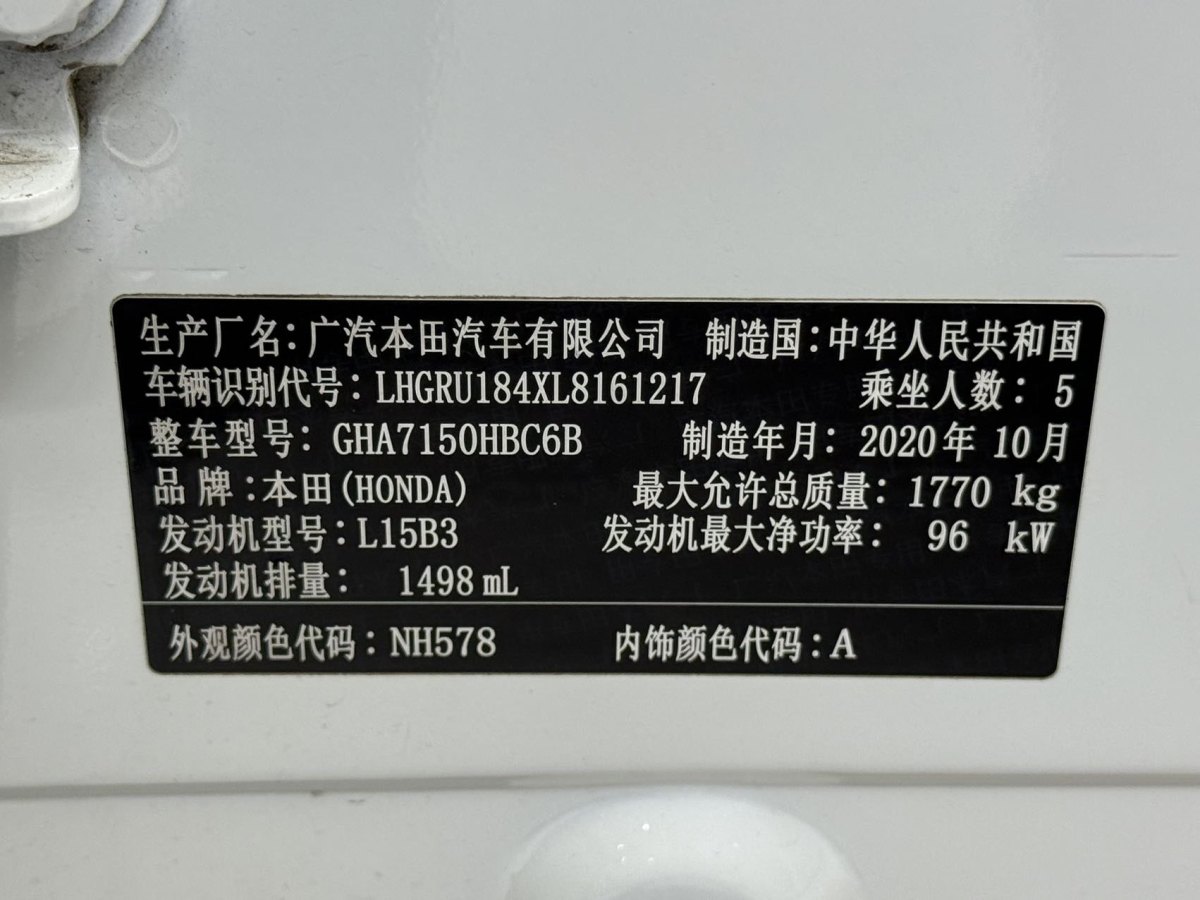 生产厂名:广汽本田汽车有限公司 制造国:中华人民共和国
车辆识别代号: LHGRU184XL8161217 乘坐人数: 5
整车型号: GHA7150HBC6B 制造年月: 2020年 10月
品 牌:本田(HONDA) 最大允许总质量: 1770 kg
发动机型号:L15B3 发动机最大净功率: 96 kW
发动机排量: 1498 mL
外观颜色代码:NH578 内饰颜色代码:A